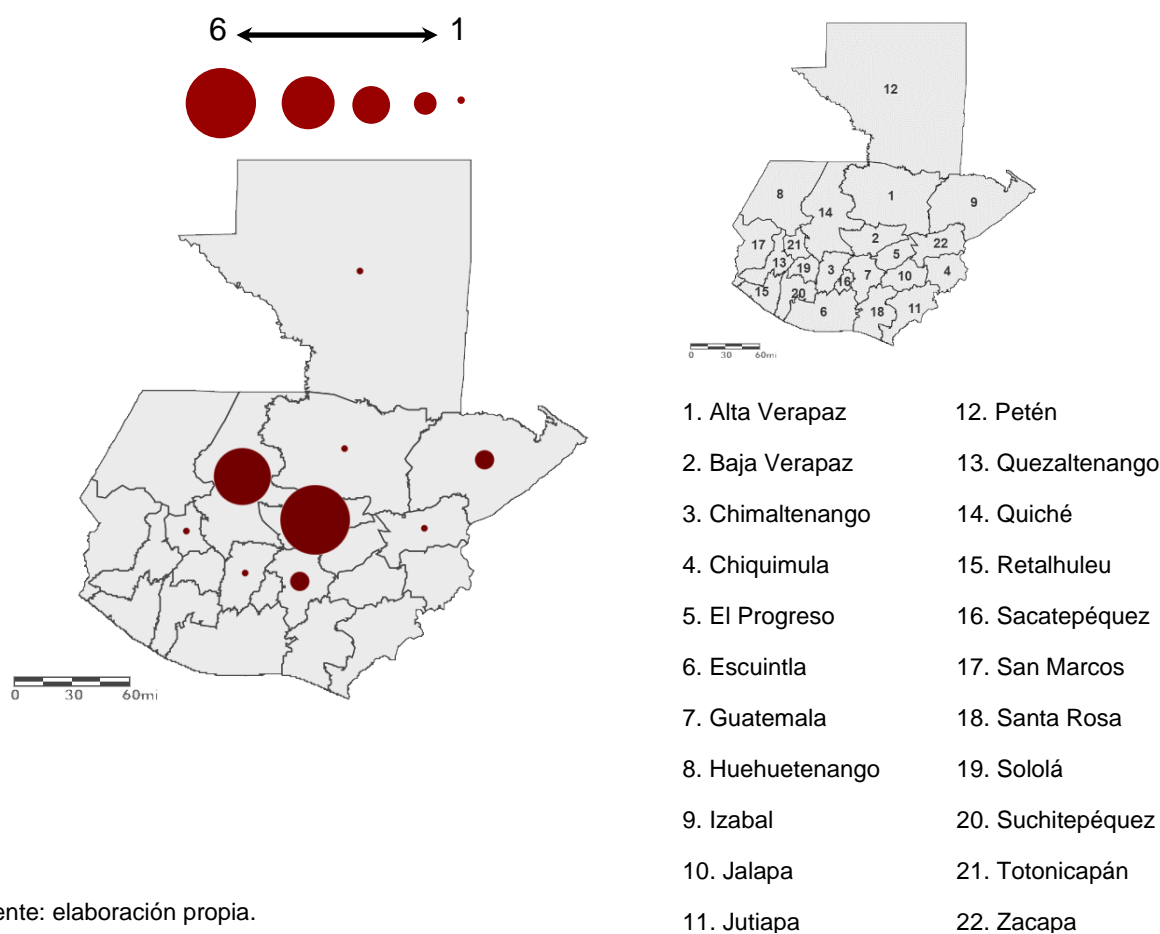 6 1
12
8
1
9
14
2
22
17
21
5
13
19
3
7
10
4
16
15
20
6
18
11
0 30 60mi
1. Alta Verapaz
2. Baja Verapaz
3. Chimaltenango
4. Chiquimula
5. El Progreso
6. Escuintla
7. Guatemala
8. Huehuetenango
9. Izabal
10. Jalapa
11. Jutiapa
12. Petén
13. Quezaltenango
14. Quiché
15. Retalhuleu
16. Sacatepéquez
17. San Marcos
18. Santa Rosa
19. Sololá
20. Suchitepéquez
21. Totonicapán
22. Zacapa
0 30 60mi
ente: elaboración propia.